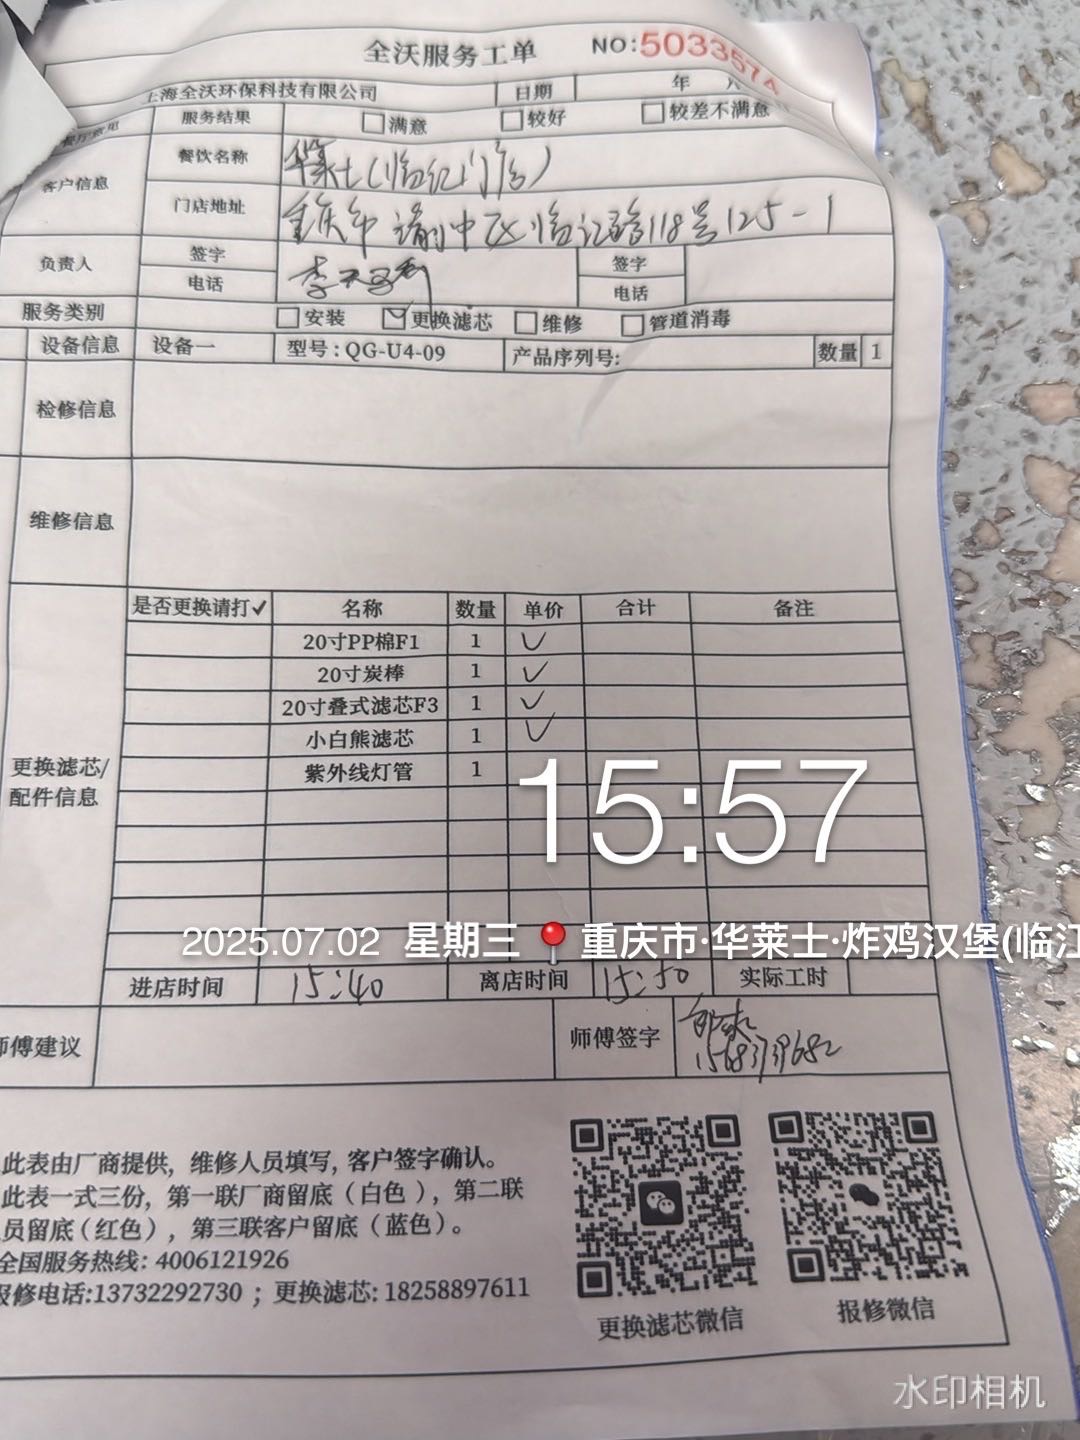 全沃服务工单 NO:503357A
上海全沃环保科技有限公司 日期 年
服务结果 满意 较好 较差不满意
客户信息 餐饮名称 华莱士(临江门店)
门店地址 重庆市渝中区临江路118号125-1
负责人 签字 签字
电话 电话
服务类别 安装 ✓更换滤芯 维修 管道消毒
设备信息 设备一 型号:QG-U4-09 产品序列号: 数量 1
检修信息
维修信息
是否更换请打✓ 名称 数量 单价 合计 备注
20寸PP棉F1 1 ✓
20寸炭棒 1 ✓
20寸叠式滤芯F3 1 ✓
小白熊滤芯 1 ✓
更换滤芯/
配件信息
紫外线灯管 1
15:57
2025.07.02 星期三 重庆市·华莱士·炸鸡汉堡(临江
进店时间 15:40 离店时间 15:50 实际工时
师傅建议 师傅签字
此表由厂商提供, 维修人员填写, 客户签字确认。
此表一式三份, 第一联厂商留底(白色), 第二联
员留底(红色), 第三联客户留底(蓝色)。
全国服务热线: 4006121926
报修电话:13732292730 ; 更换滤芯: 18258897611
更换滤芯微信 报修微信
水印相机